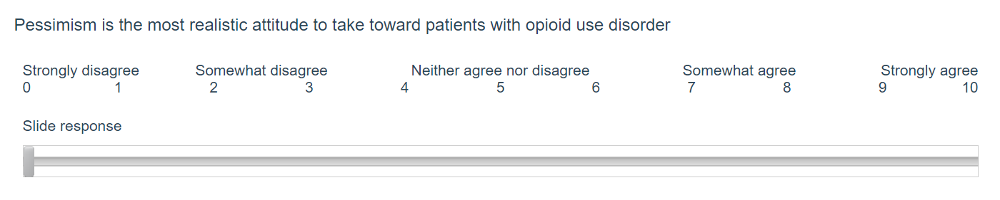 Pessimism is the most realistic attitude to take toward patients with opioid use disorder
Strongly disagree Somewhat disagree Neither agree nor disagree Somewhat agree Strongly agree
0 1 2 3 4 5 6 7 8 9 10
Slide response